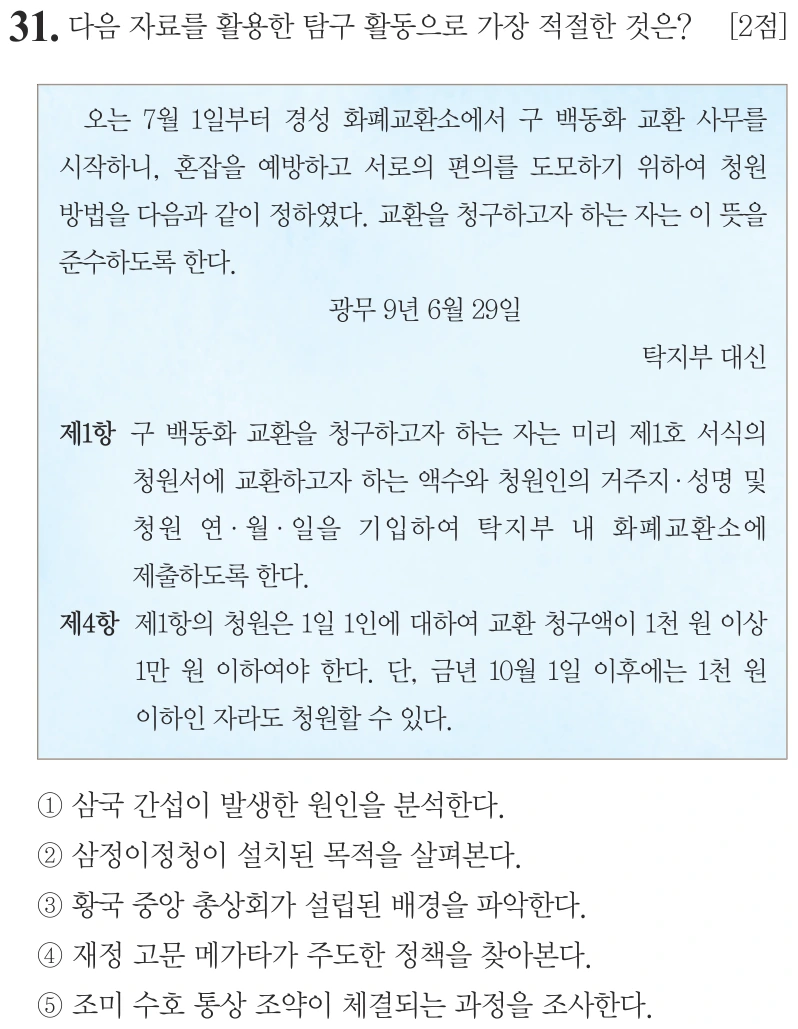 31. 다음 자료를 활용한 탐구 활동으로 가장 적절한 것은? [2점]
오는 7월 1일부터 경성 화폐교환소에서 구 백동화 교환 사무를
시작하니, 혼잡을 예방하고 서로의 편의를 도모하기 위하여 청원
방법을 다음과 같이 정하였다. 교환을 청구하고자 하는 자는 이 뜻을
준수하도록 한다.
광무 9년 6월 29일
탁지부 대신
제1항 구 백동화 교환을 청구하고자 하는 자는 미리 제1호 서식의
청원서에 교환하고자 하는 액수와 청원인의 거주지·성명 및
청원 연·월·일을 기입하여 탁지부 내 화폐교환소에
제출하도록 한다.
제4항 제1항의 청원은 1일 1인에 대하여 교환 청구액이 1천 원 이상
1만 원 이하여야 한다. 단, 금년 10월 1일 이후에는 1천 원
이하인 자라도 청원할 수 있다.
① 삼국 간섭이 발생한 원인을 분석한다.
② 삼정이정청이 설치된 목적을 살펴본다.
③ 황국 중앙 총상회가 설립된 배경을 파악한다.
④ 재정 고문 메가타가 주도한 정책을 찾아본다.
⑤ 조미 수호 통상 조약이 체결되는 과정을 조사한다.